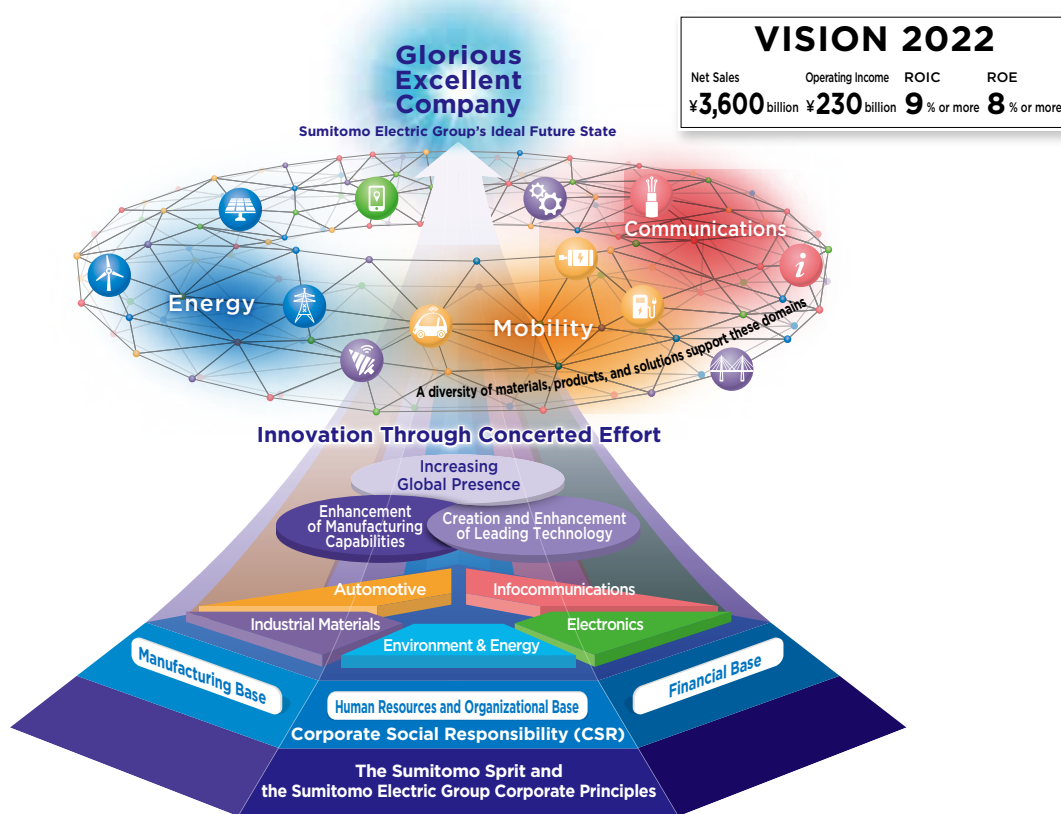 Glorious
Excellent
Company
Sumitomo Electric Group's Ideal Future State
VISION 2022
Net Sales
¥3,600 billion
Operating Income
¥230 billion
ROIC
9 % or more
ROE
8 % or more
Communications
i
Energy
Mobility
A diversity of materials, products, and solutions support these domains
Innovation Through Concerted Effort
Increasing
Global Presence
Enhancement
of Manufacturing
Capabilities
Creation and Enhancement
of Leading Technology
Automotive
Infocommunications
Industrial Materials
Electronics
Environment & Energy
Manufacturing Base
Financial Base
Human Resources and Organizational Base
Corporate Social Responsibility (CSR)
The Sumitomo Sprit and
the Sumitomo Electric Group Corporate Principles